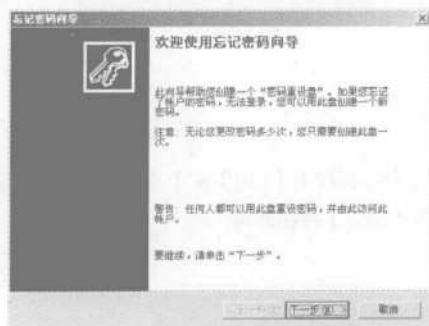 忘记密码向导
欢迎使用忘记密码向导
此向导帮助您创建一个“密码重设盘”。如果您忘记
了帐户的密码，无法登录，您可以用此盘创建一个新
密码。
注意: 无论您更改密码多少次，您只需要创建此盘一
次。
警告: 任何人都可以用此盘重设密码，并由此访问此
帐户。
要继续，请单击“下一步”。
下一步(N) >
取消